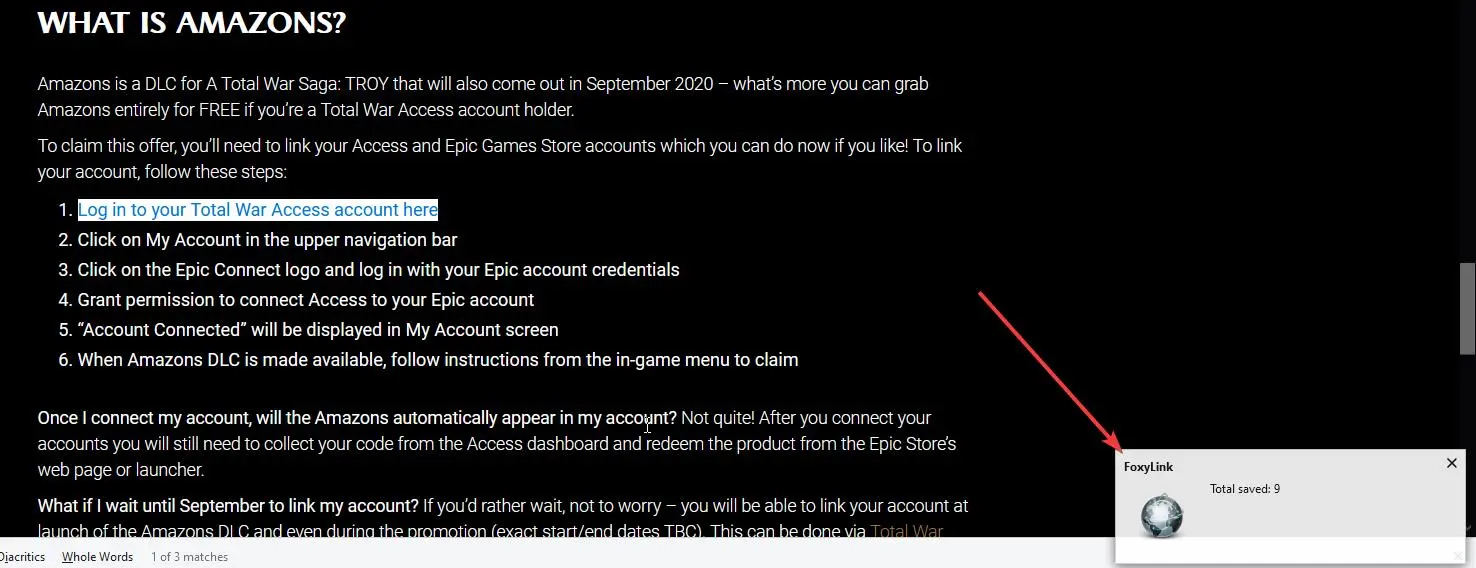 WHAT IS AMAZONS?
Amazons is a DLC for A Total War Saga: TROY that will also come out in September 2020 – what’s more you can grab
Amazons entirely for FREE if you’re a Total War Access account holder.
To claim this offer, you’ll need to link your Access and Epic Games Store accounts which you can do now if you like! To link
your account, follow these steps:
1. Log in to your Total War Access account here
2. Click on My Account in the upper navigation bar
3. Click on the Epic Connect logo and log in with your Epic account credentials
4. Grant permission to connect Access to your Epic account
5. “Account Connected” will be displayed in My Account screen
6. When Amazons DLC is made available, follow instructions from the in-game menu to claim
Once I connect my account, will the Amazons automatically appear in my account? Not quite! After you connect your
accounts you will still need to collect your code from the Access dashboard and redeem the product from the Epic Store’s
web page or launcher.
What if I wait until September to link my account? If you’d rather wait, not to worry – you will be able to link your account at
launch of the Amazons DLC and even during the promotion (exact start/end dates TBC). This can be done via Total War
FoxyLink
Total saved: 9
Diacritics Whole Words 1 of 3 matches